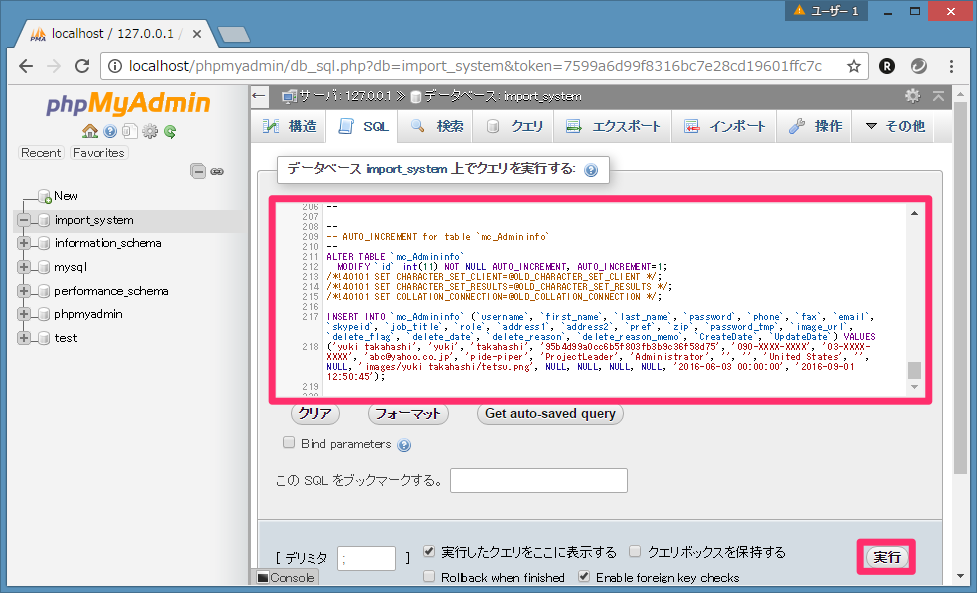 ユーザー 1
localhost / 127.0.0.1 /
localhost/phpmyadmin/db_sql.php?db=import_system&token=7599a6d99f8316bc7e28cd19601ffc7c
phpMyAdmin
サーバ: 127.0.0.1 » データベース: import_system
構造 SQL 検索 クエリ エクスポート インポート 操作 その他
Recent Favorites
New
import_system
information_schema
mysql
performance_schema
phpmyadmin
test
データベース import_system 上でクエリを実行する:
206 --
207
208 --
209 -- AUTO_INCREMENT for table `mc_Admininfo`
210 --
211 ALTER TABLE `mc_Admininfo`
212 MODIFY `id` int(11) NOT NULL AUTO_INCREMENT, AUTO_INCREMENT=1;
213 /*!40101 SET CHARACTER_SET_CLIENT=@OLD_CHARACTER_SET_CLIENT */;
214 /*!40101 SET CHARACTER_SET_RESULTS=@OLD_CHARACTER_SET_RESULTS */;
215 /*!40101 SET COLLATION_CONNECTION=@OLD_COLLATION_CONNECTION */;
216
217 INSERT INTO `mc_Admininfo` (`username`, `first_name`, `last_name`, `password`, `phone`, `fax`, `email`,
`skypeid`, `job_title`, `role`, `address1`, `address2`, `pref`, `zip`, `password_tmp`, `image_url`,
`delete_flag`, `delete_date`, `delete_reason`, `delete_reason_memo`, `CreateDate`, `UpdateDate`) VALUES
218 ('yuki takahashi', 'yuki', 'takahashi', '95b4d99a0cc6b5f803fb3b9c36f58d75', '090-XXXX-XXXX', '03-XXXX-
XXXX', 'abc@yahoo.co.jp', 'pide-piper', 'ProjectLeader', 'Administrator', '', '', 'United States', '',
NULL, 'images/yuki takahashi/tetsu.png', NULL, NULL, NULL, NULL, '2016-06-03 00:00:00', '2016-09-01
12:50:45');
219
クリア フォーマット Get auto-saved query
Bind parameters
この SQL をブックマークする。
[ デリミタ ; ] 実行したクエリをここに表示する クエリボックスを保持する 実行
Rollback when finished Enable foreign key checks
Console